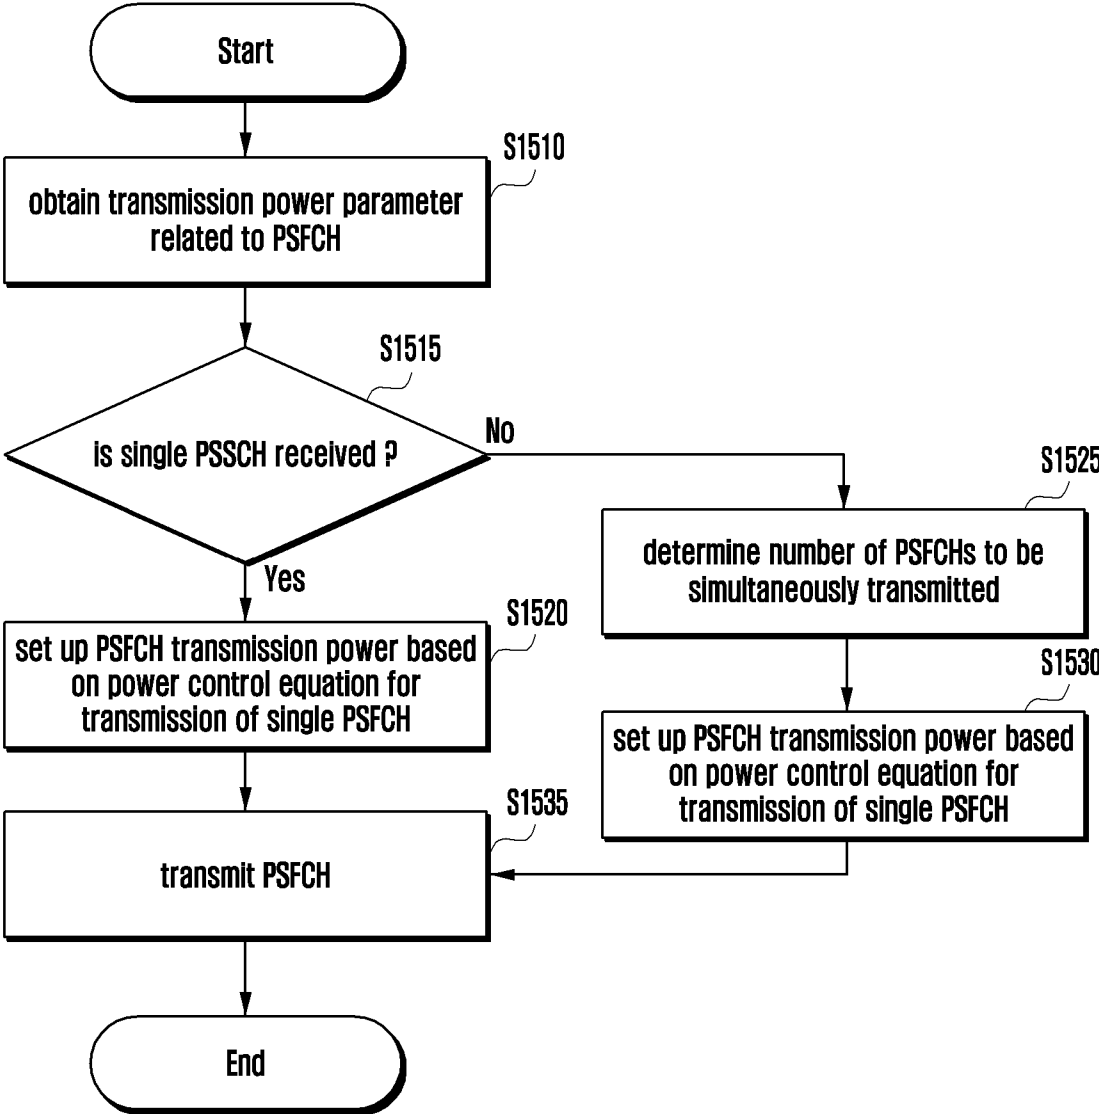 Start
S1510
obtain transmission power parameter
related to PSFCH
S1515
is single PSSCH received ?
No
Yes
S1525
determine number of PSFCHs to be
simultaneously transmitted
S1520
set up PSFCH transmission power based
on power control equation for
transmission of single PSFCH
S1530
set up PSFCH transmission power based
on power control equation for
transmission of single PSFCH
S1535
transmit PSFCH
End